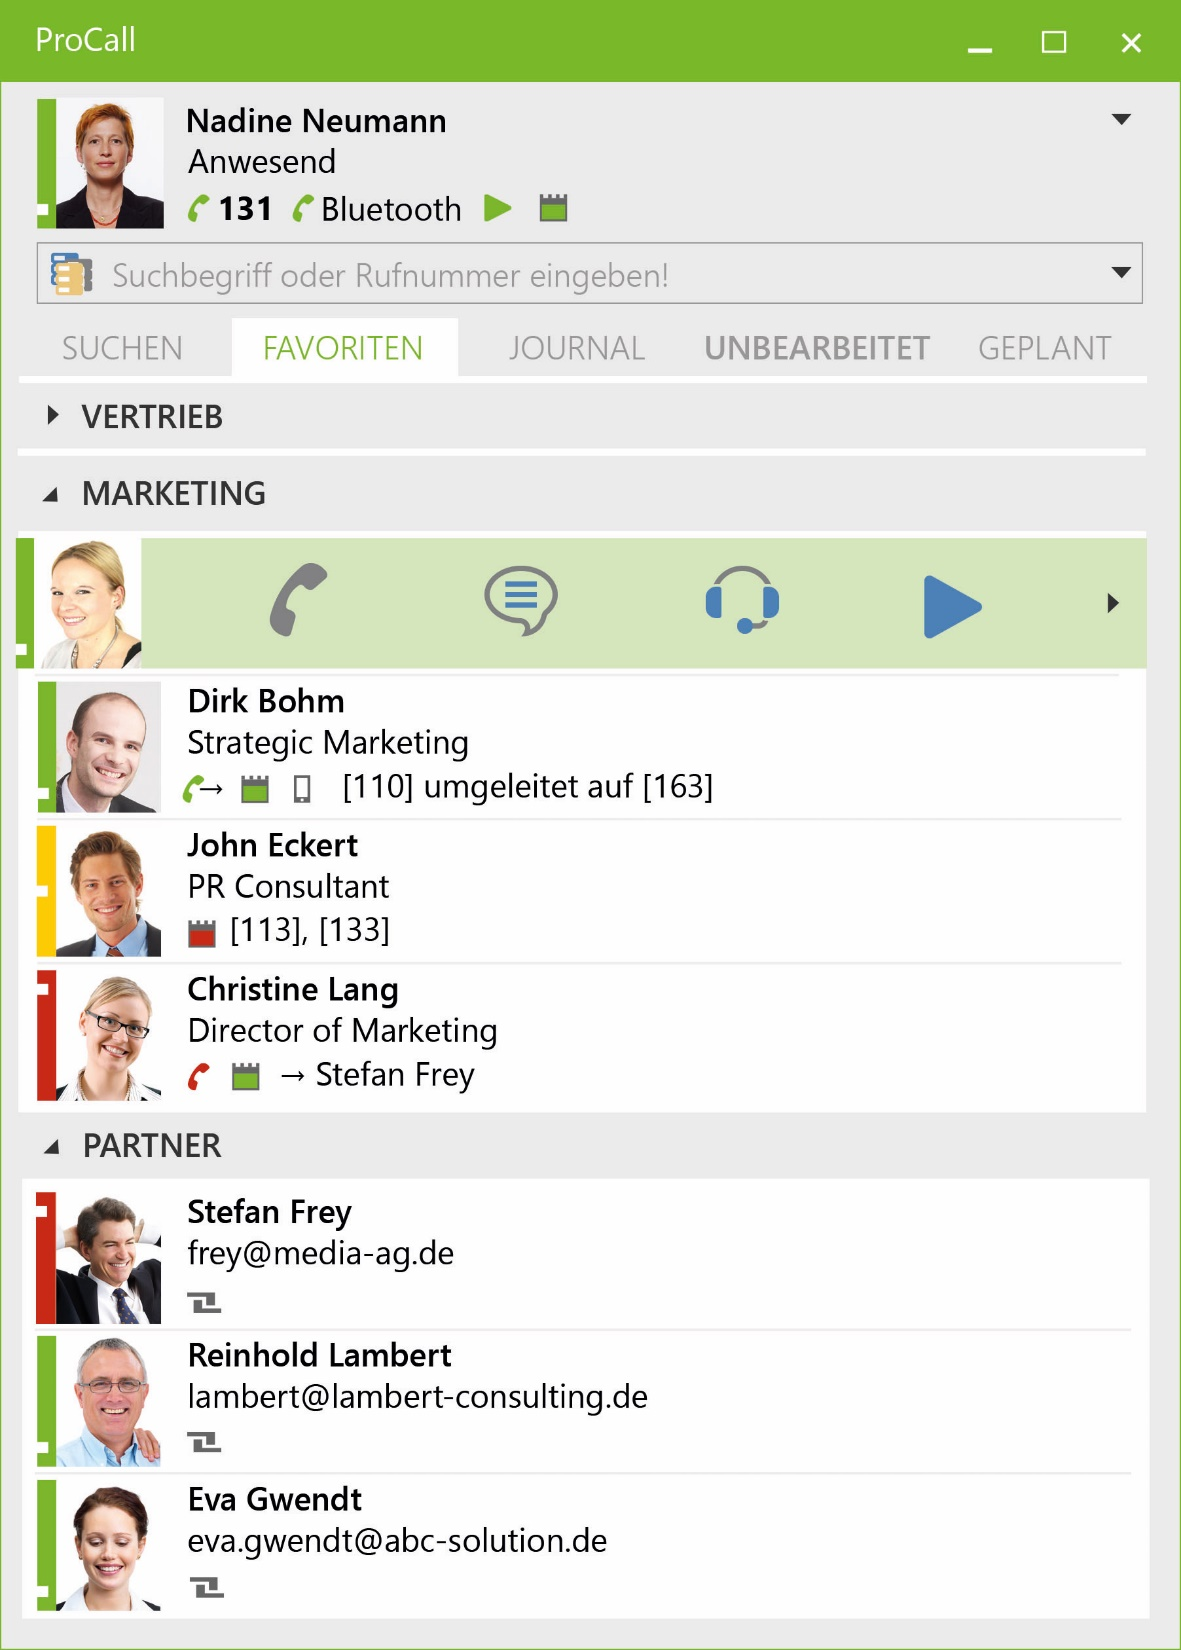 ProCall
Nadine Neumann
Anwesend
131 Bluetooth
Suchbegriff oder Rufnummer eingeben!
SUCHEN FAVORITEN JOURNAL UNBEARBEITET GEPLANT
VERTRIEB
MARKETING
Dirk Bohm
Strategic Marketing
[110] umgeleitet auf [163]
John Eckert
PR Consultant
[113], [133]
Christine Lang
Director of Marketing
→ Stefan Frey
PARTNER
Stefan Frey
frey@media-ag.de
Reinhold Lambert
lambert@lambert-consulting.de
Eva Gwendt
eva.gwendt@abc-solution.de